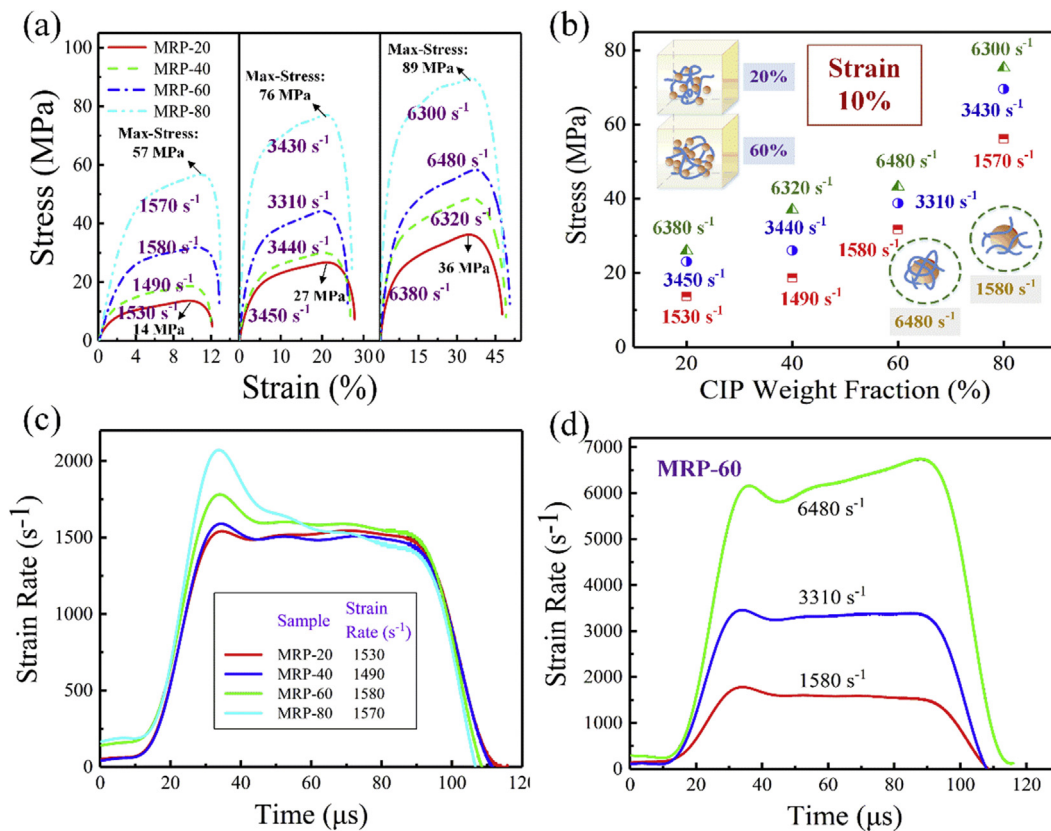 (a)
Stress (MPa)
100
80
60
40
20
0
MRP-20
MRP-40
MRP-60
MRP-80
Max-Stress:
57 MPa
1570 s⁻¹
1580 s⁻¹
1490 s⁻¹
1530 s⁻¹
14 MPa
Max-Stress:
76 MPa
3430 s⁻¹
3310 s⁻¹
3440 s⁻¹
27 MPa
3450 s⁻¹
Max-Stress:
89 MPa
6300 s⁻¹
6480 s⁻¹
6320 s⁻¹
36 MPa
6380 s⁻¹
0 3 6 9 12
0 10 20 30
0 15 30 45
Strain (%)
(b)
Stress (MPa)
80
60
40
20
0
20%
60%
Strain
10%
6300 s⁻¹
3430 s⁻¹
1570 s⁻¹
6480 s⁻¹
3310 s⁻¹
1580 s⁻¹
6320 s⁻¹
3440 s⁻¹
1490 s⁻¹
6380 s⁻¹
3450 s⁻¹
1530 s⁻¹
1580 s⁻¹
6480 s⁻¹
20 40 60 80
CIP Weight Fraction (%)
(c)
Strain Rate (s⁻¹)
2000
1500
1000
500
0
Sample Strain
Rate (s⁻¹)
MRP-20 1530
MRP-40 1490
MRP-60 1580
MRP-80 1570
0 20 40 60 80 100 120
Time (μs)
(d)
Strain Rate (s⁻¹)
7000
6000
5000
4000
3000
2000
1000
0
MRP-60
6480 s⁻¹
3310 s⁻¹
1580 s⁻¹
0 20 40 60 80 100 120
Time (μs)